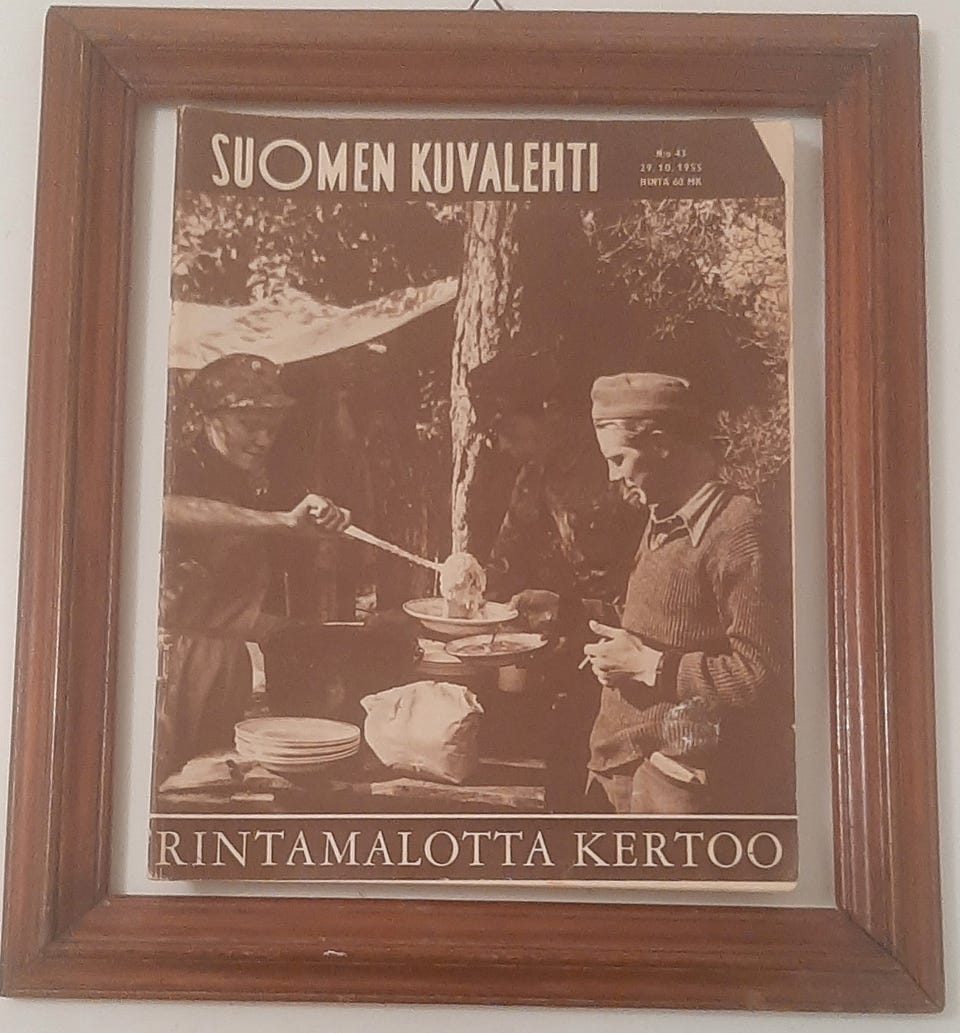 SUOMEN KUVALEHTI
N:o 43
29. 10. 1955
HINTA 60 MK
RINTAMALOTTA KERTOO